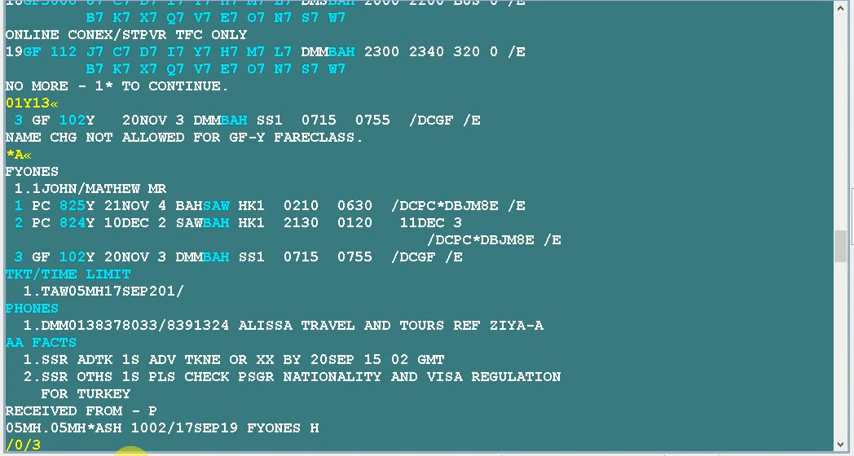 B7 K7 X7 Q7 V7 E7 O7 N7 S7 W7
ONLINE CONEX/STPVR TFC ONLY
19GF 112 J7 C7 D7 I7 Y7 H7 M7 L7 DMMBAH 2300 2340 320 0 /E
B7 K7 X7 Q7 V7 E7 O7 N7 S7 W7
NO MORE - 1* TO CONTINUE.
01Y13«
3 GF 102Y 20NOV 3 DMMBAH SS1 0715 0755 /DCGF /E
NAME CHG NOT ALLOWED FOR GF-Y FARECLASS.
*A«
FYONES
1.1JOHN/MATHEW MR
1 PC 825Y 21NOV 4 BAHSAW HK1 0210 0630 /DCPC*DBJM8E /E
2 PC 824Y 10DEC 2 SAWBAH HK1 2130 0120 11DEC 3
/DCPC*DBJM8E /E
3 GF 102Y 20NOV 3 DMMBAH SS1 0715 0755 /DCGF /E
TKT/TIME LIMIT
1.TAW05MH17SEP201/
PHONES
1.DMM0138378033/8391324 ALISSA TRAVEL AND TOURS REF ZIYA-A
AA FACTS
1.SSR ADTK 1S ADV TKNE OR XX BY 20SEP 15 02 GMT
2.SSR OTHS 1S PLS CHECK PSGR NATIONALITY AND VISA REGULATION
FOR TURKEY
RECEIVED FROM - P
05MH.05MH*ASH 1002/17SEP19 FYONES H
/0/3